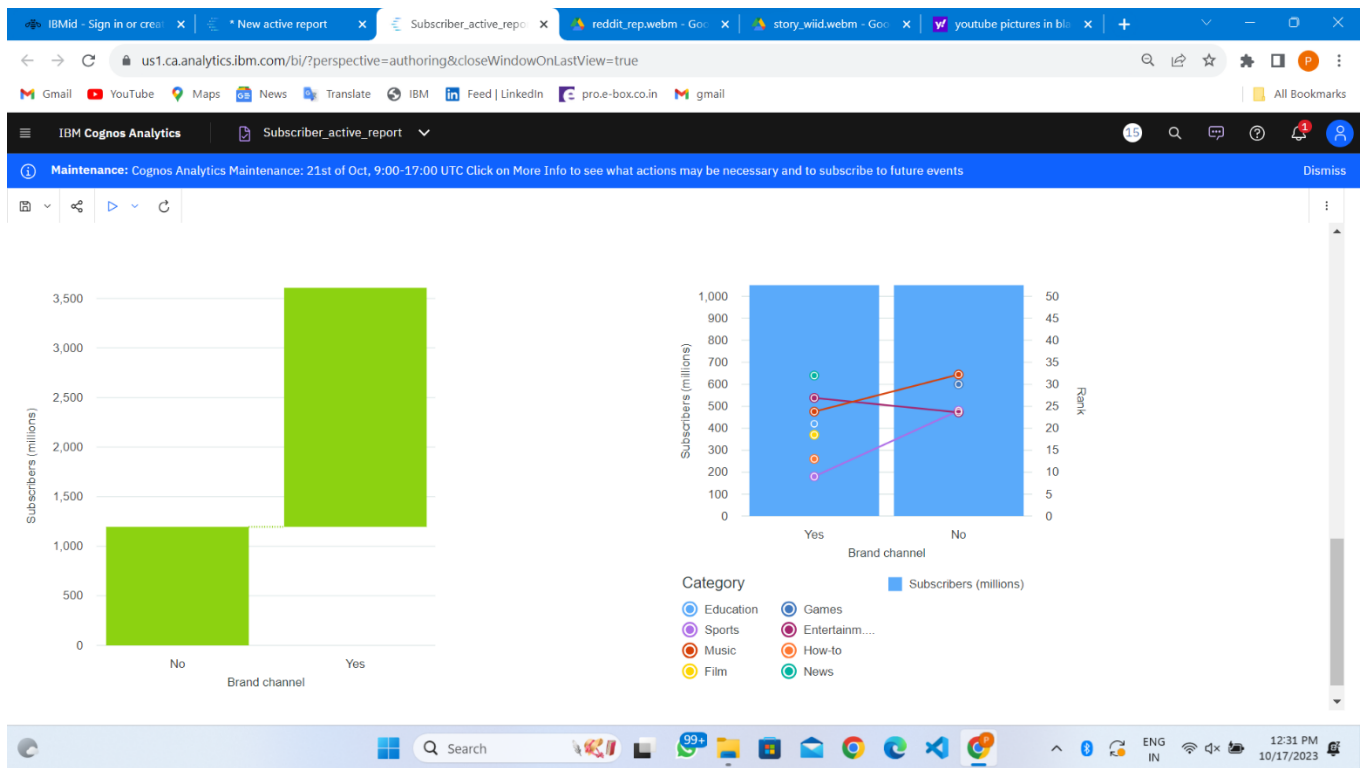 IBMid - Sign in or creat
* New active report
Subscriber_active_repo
reddit_rep.webm - Goo
story_wiid.webm - Goo
youtube pictures in bla
us1.ca.analytics.ibm.com/bi/?perspective=authoring&closeWindowOnLastView=true
P
Gmail YouTube Maps News Translate IBM Feed | LinkedIn pro.e-box.co.in gmail All Bookmarks
IBM Cognos Analytics Subscriber_active_report 15 1
Maintenance: Cognos Analytics Maintenance: 21st of Oct, 9:00-17:00 UTC Click on More Info to see what actions may be necessary and to subscribe to future events Dismiss
Subscribers (millions)
3,500
3,000
2,500
2,000
1,500
1,000
500
0
No Yes
Brand channel
Subscribers (millions)
1,000
900
800
700
600
500
400
300
200
100
0
50
45
40
35
30
25
20
15
10
5
0
Rank
Yes No
Brand channel
Category
Education Games
Sports Entertainm....
Music How-to
Film News
Subscribers (millions)
Search
99+
P
ENG
IN
12:31 PM
10/17/2023